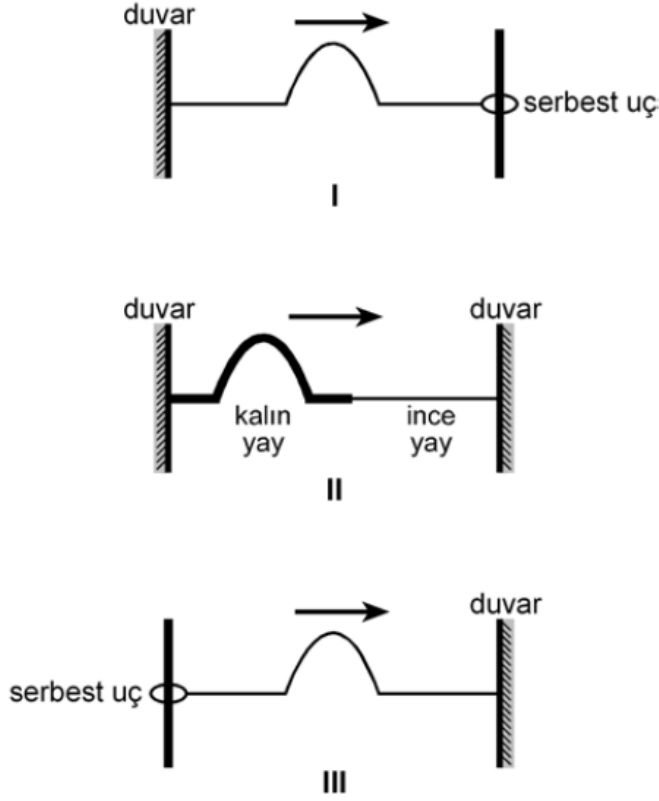 duvar
serbest uç
I
duvar
duvar
kalın
yay
ince
yay
II
duvar
serbest uç
III